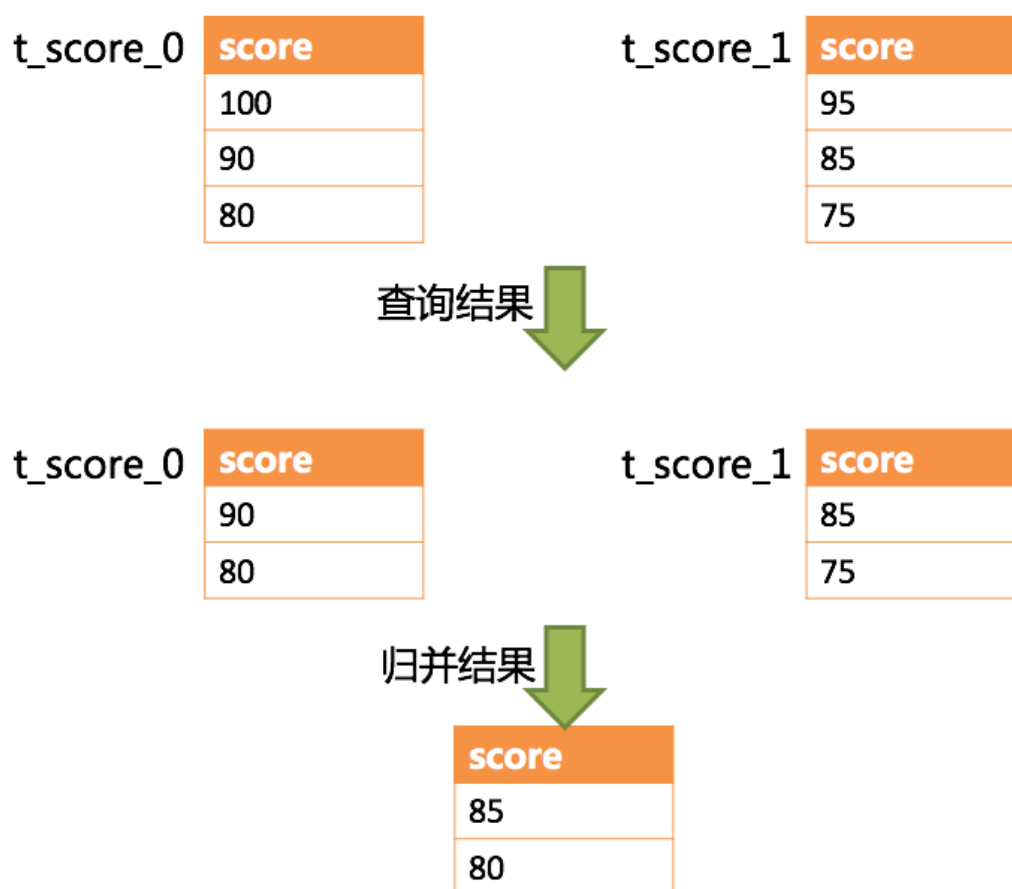 t_score_0 score t_score_1 score
100 95
90 85
80 75
查询结果
t_score_0 score t_score_1 score
90 85
80 75
归并结果
score
85
80